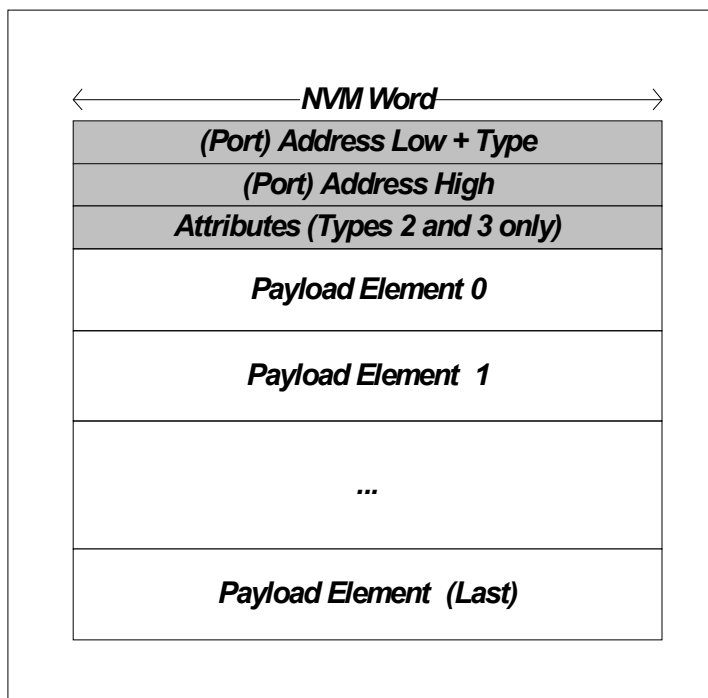 NVM Word
(Port) Address Low + Type
(Port) Address High
Attributes (Types 2 and 3 only)
Payload Element 0
Payload Element 1
...
Payload Element (Last)